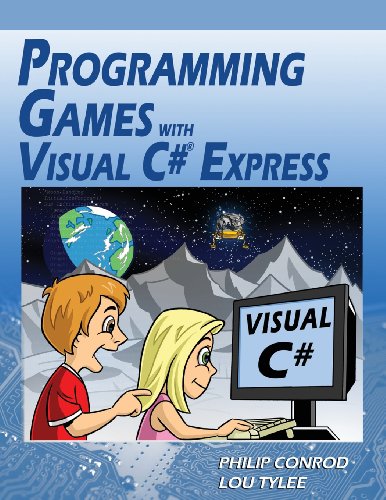 PROGRAMMING
GAMES WITH
VISUAL C#® EXPRESS
VISUAL
C#
PHILIP CONROD
LOU TYLEE